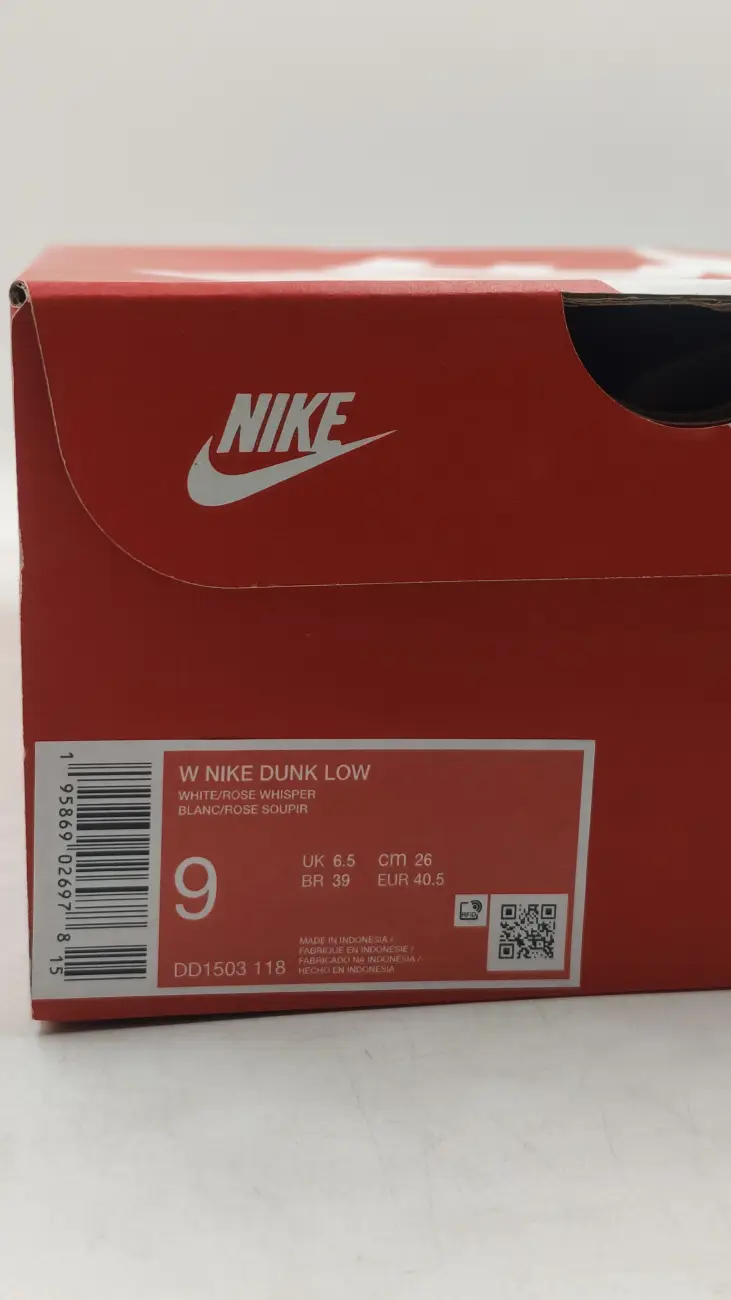 NIKE
W NIKE DUNK LOW
WHITE/ROSE WHISPER
BLANC/ROSE SOUPIR
9
UK 6.5 cm 26
BR 39 EUR 40.5
RFID
DD1503 118
MADE IN INDONESIA /
FABRIQUE EN INDONESIE /
FABRICADO NA INDONESIA /
HECHO EN INDONESIA
1 95869 02697 8 15